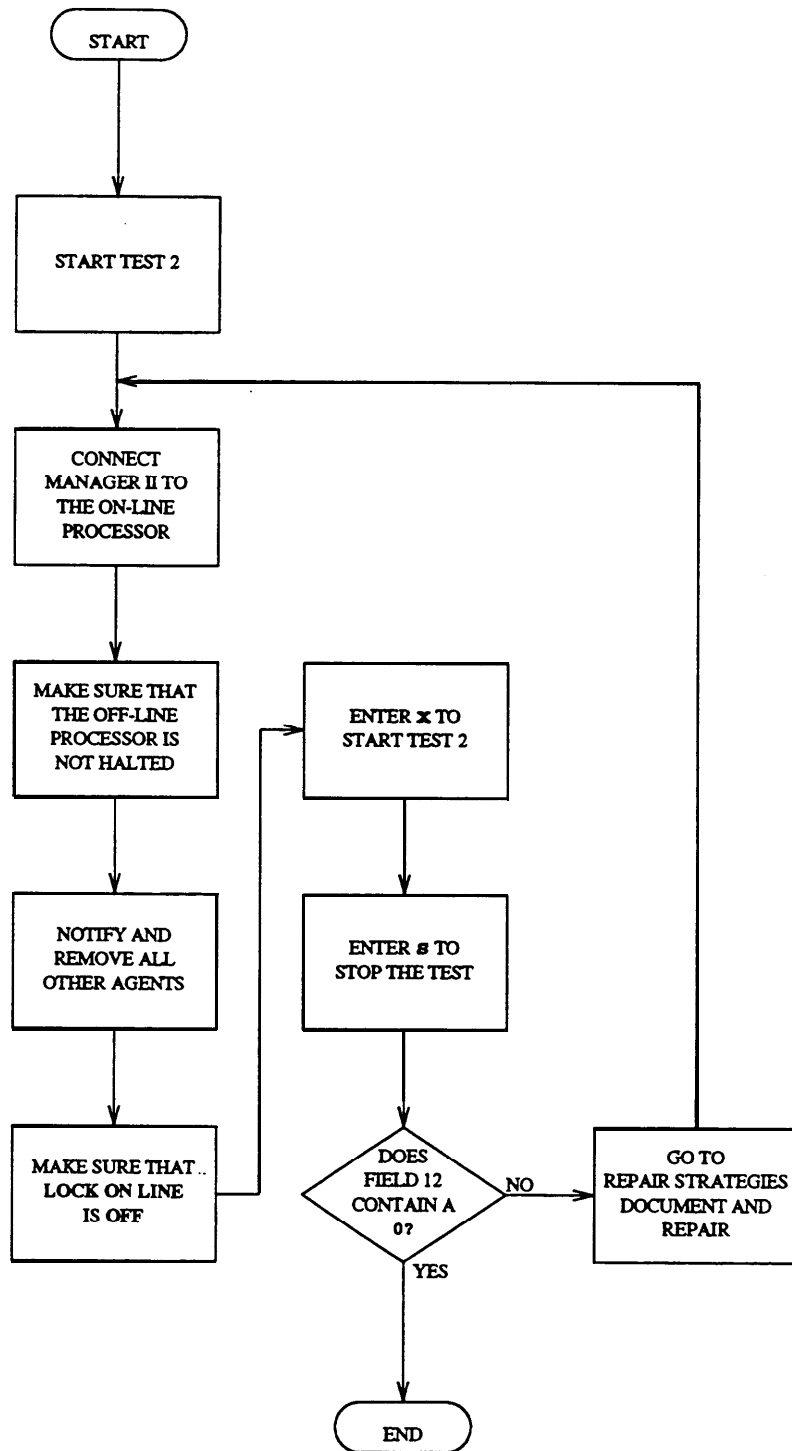 START
START TEST 2
CONNECT
MANAGER II TO
THE ON-LINE
PROCESSOR
MAKE SURE THAT
THE OFF-LINE
PROCESSOR IS
NOT HALTED
NOTIFY AND
REMOVE ALL
OTHER AGENTS
MAKE SURE THAT
LOCK ON LINE
IS OFF
ENTER x TO
START TEST 2
ENTER s TO
STOP THE TEST
DOES
FIELD 12
CONTAIN A
0?
NO
YES
GO TO
REPAIR STRATEGIES
DOCUMENT AND
REPAIR
END